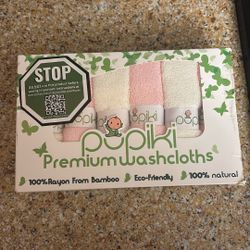 STOP
pupiki
Premium Washcloths
100% Rayon From Bamboo
Eco-Friendly
100% natural